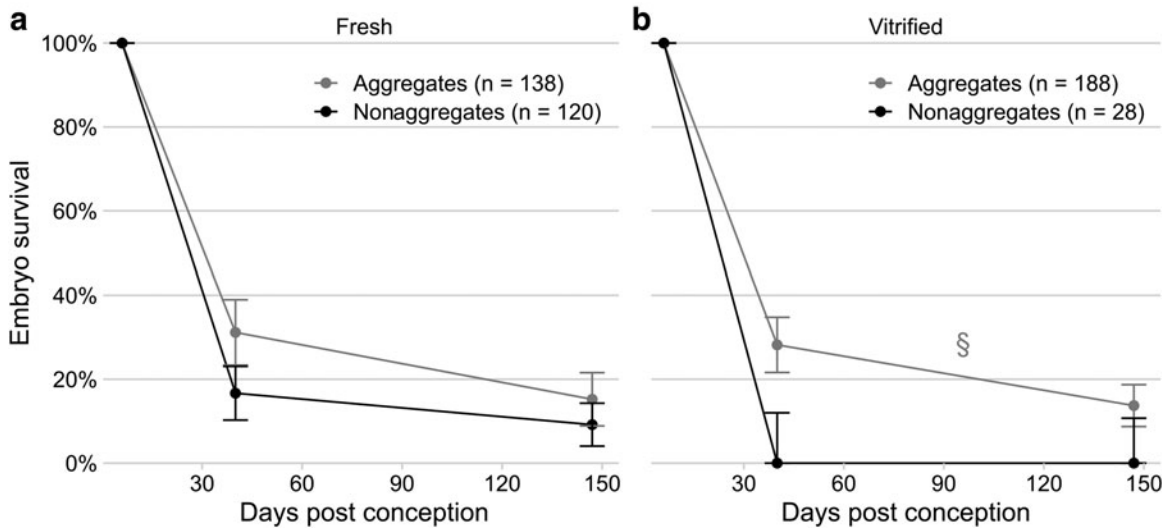 a
Fresh
100%
80%
60%
40%
20%
0%
Embryo survival
Aggregates (n = 138)
Nonaggregates (n = 120)
30 60 90 120 150
Days post conception
b
Vitrified
Aggregates (n = 188)
Nonaggregates (n = 28)
§
30 60 90 120 150
Days post conception